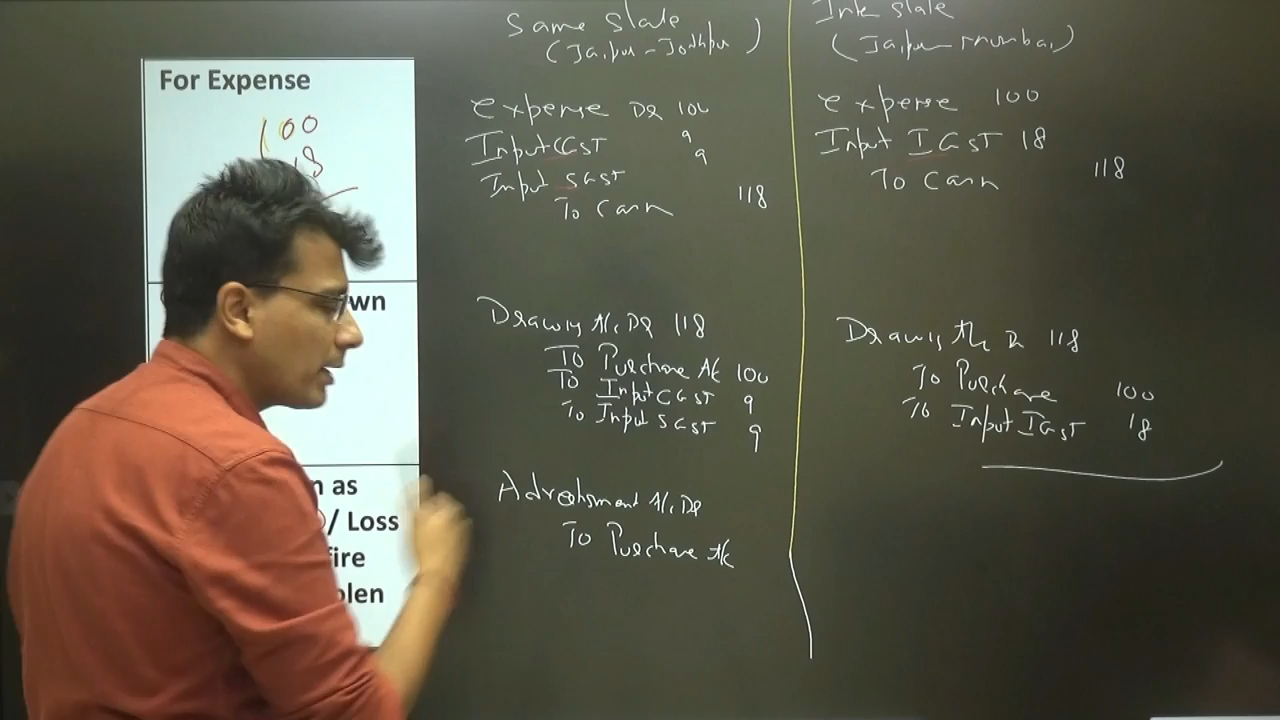 For Expense
100
18
wn
n as
/ Loss
fire
olen
Same State
(Jaipur - Jodhpur)
Expense DR 100
Input CGST 9
Input SGST 9
To Cash 118
Drawings A/c DR 118
To Purchase A/c 100
To Input CGST 9
To Input SGST 9
Advertisment A/c DR
To Purchase A/c
Inter State
(Jaipur - Mumbai)
Expense 100
Input IGST 18
To Cash 118
Drawings A/c DR 118
To Purchase 100
To Input IGST 18